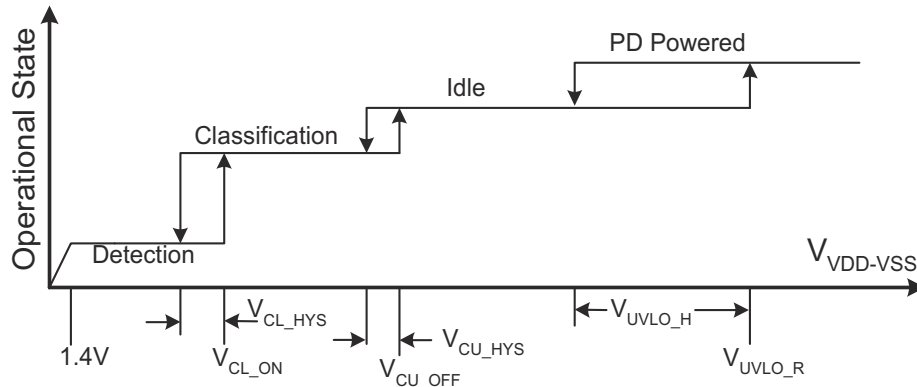 Operational State
PD Powered
Idle
Classification
Detection
V_VDD-VSS
V_CL_HYS
V_UVLO_H
V_CU_HYS
1.4V
V_CL_ON
V_CU_OFF
V_UVLO_R